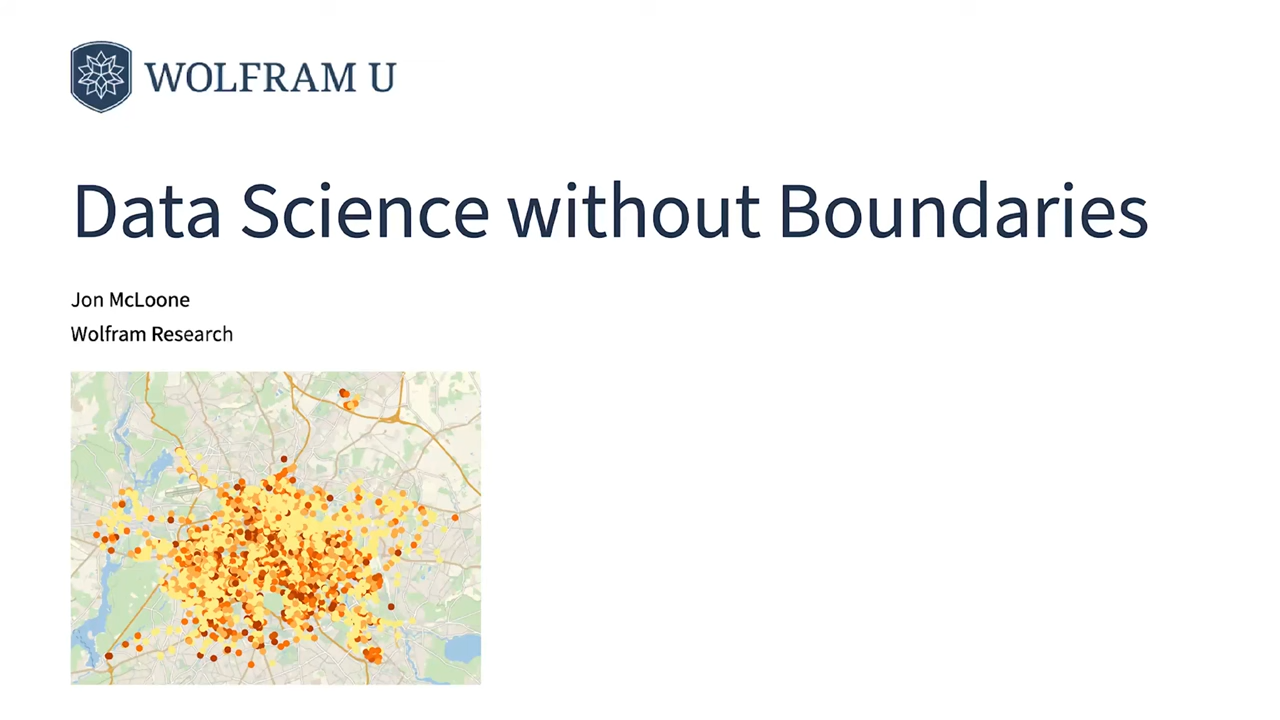 WOLFRAM U
Data Science without Boundaries
Jon McLoone
Wolfram Research